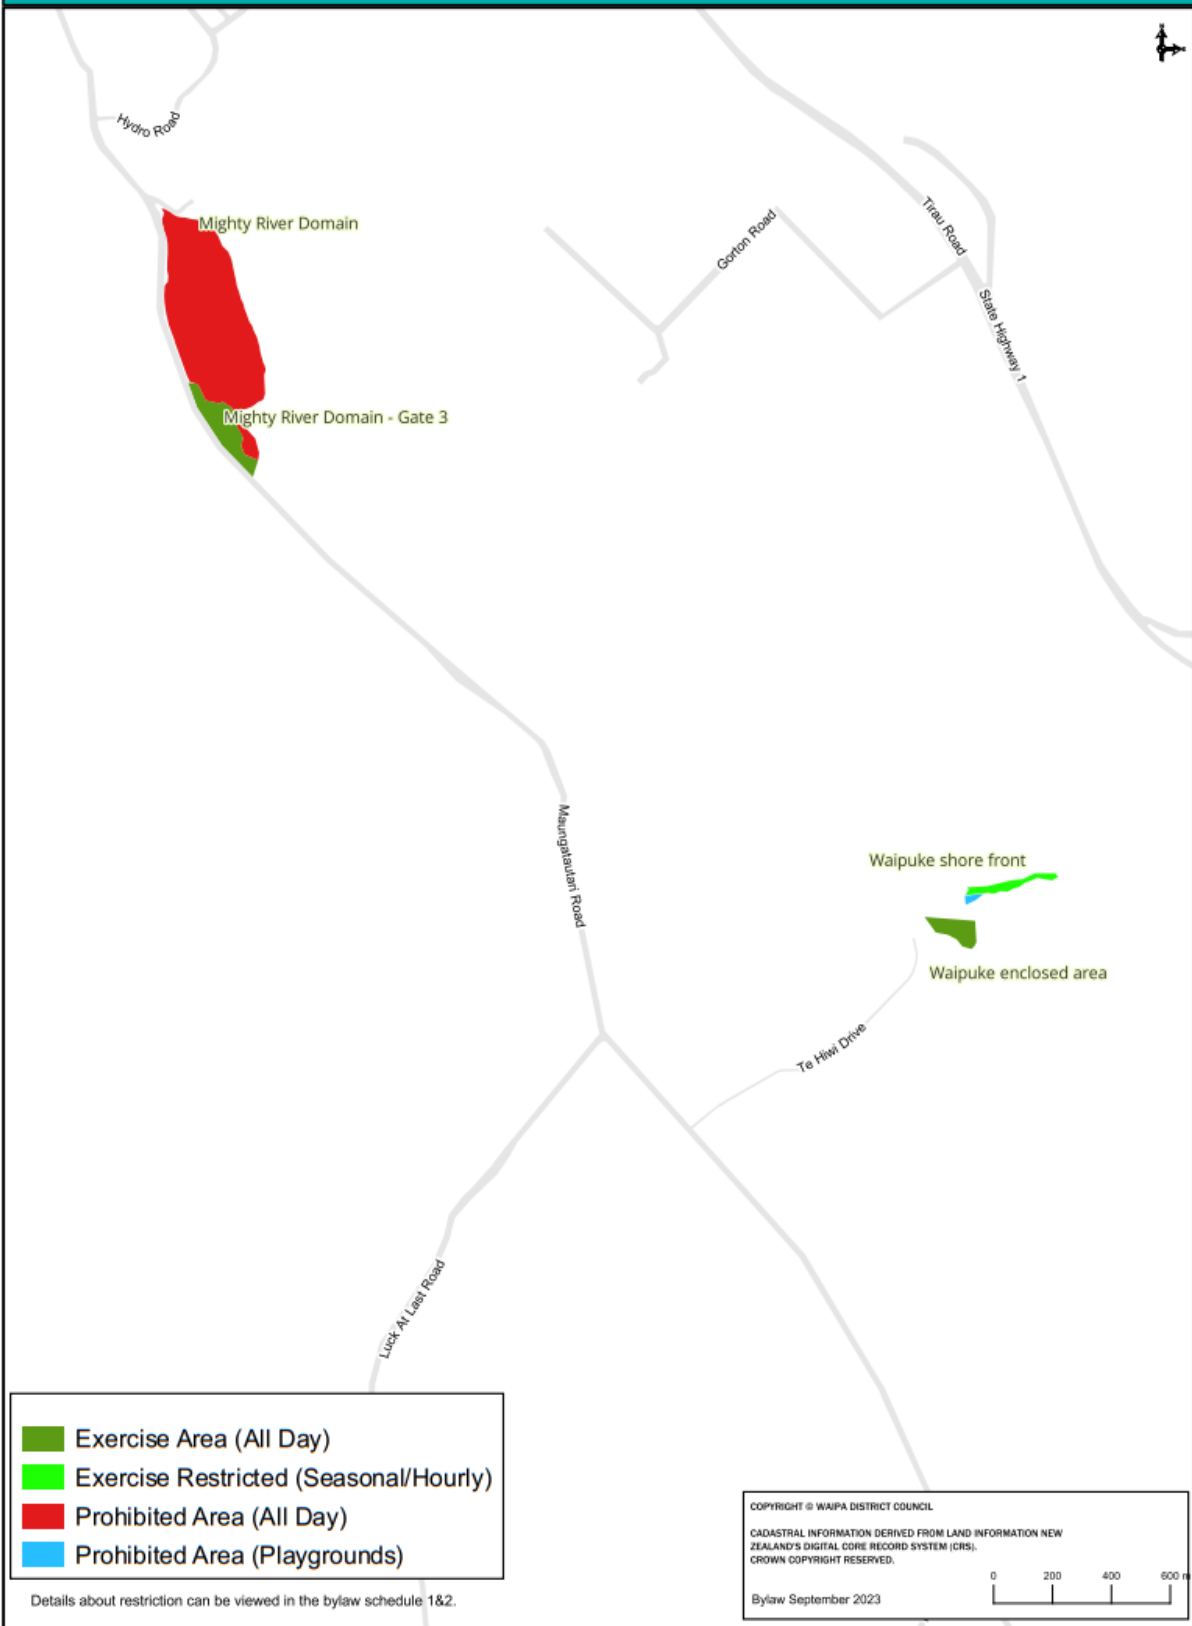 Hydro Road
Mighty River Domain
Tirau Road
Gorton Road
State Highway 1
Mighty River Domain - Gate 3
Maungatautari Road
Waipuke shore front
Waipuke enclosed area
Te Hiwi Drive
Luck At Last Road
Exercise Area (All Day)
Exercise Restricted (Seasonal/Hourly)
Prohibited Area (All Day)
Prohibited Area (Playgrounds)
Details about restriction can be viewed in the bylaw schedule 1&2.
COPYRIGHT © WAIPA DISTRICT COUNCIL
CADASTRAL INFORMATION DERIVED FROM LAND INFORMATION NEW
ZEALAND'S DIGITAL CORE RECORD SYSTEM (CRS).
CROWN COPYRIGHT RESERVED.
0 200 400 600 m
Bylaw September 2023